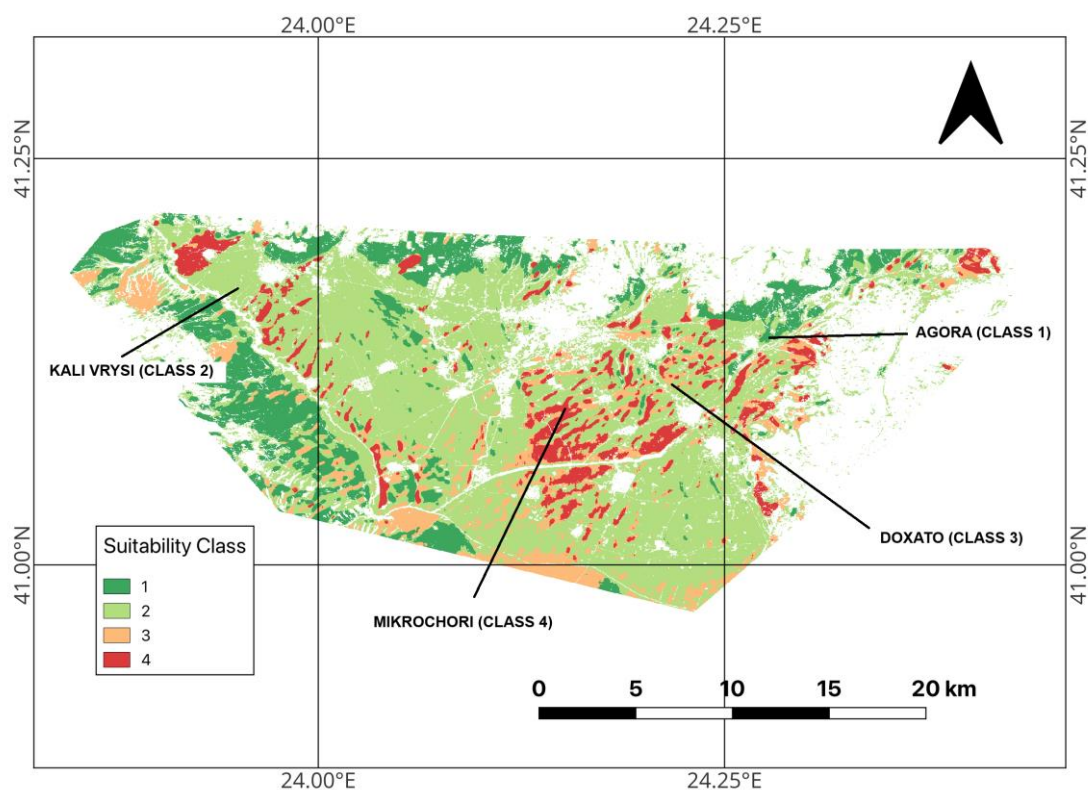 24.00°E 24.25°E
41.25°N 41.25°N
AGORA (CLASS 1)
KALI VRYSI (CLASS 2)
DOXATO (CLASS 3)
Suitability Class
1
2
3
4
41.00°N 41.00°N
MIKROCHORI (CLASS 4)
0 5 10 15 20 km
24.00°E 24.25°E